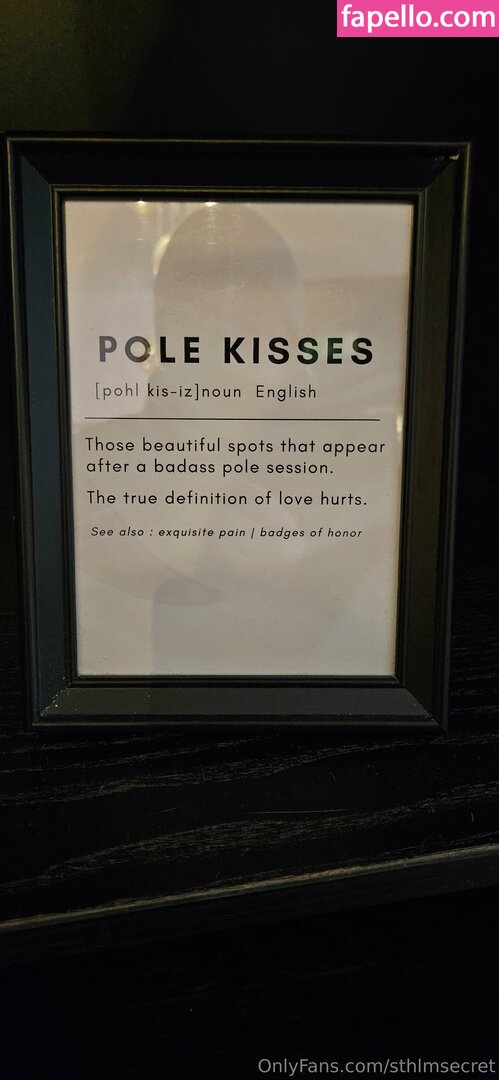 fapello.com
POLE KISSES
[pohl kis-iz]noun English
Those beautiful spots that appear
after a badass pole session.
The true definition of love hurts.
See also : exquisite pain | badges of honor
OnlyFans.com/sthlmsecret